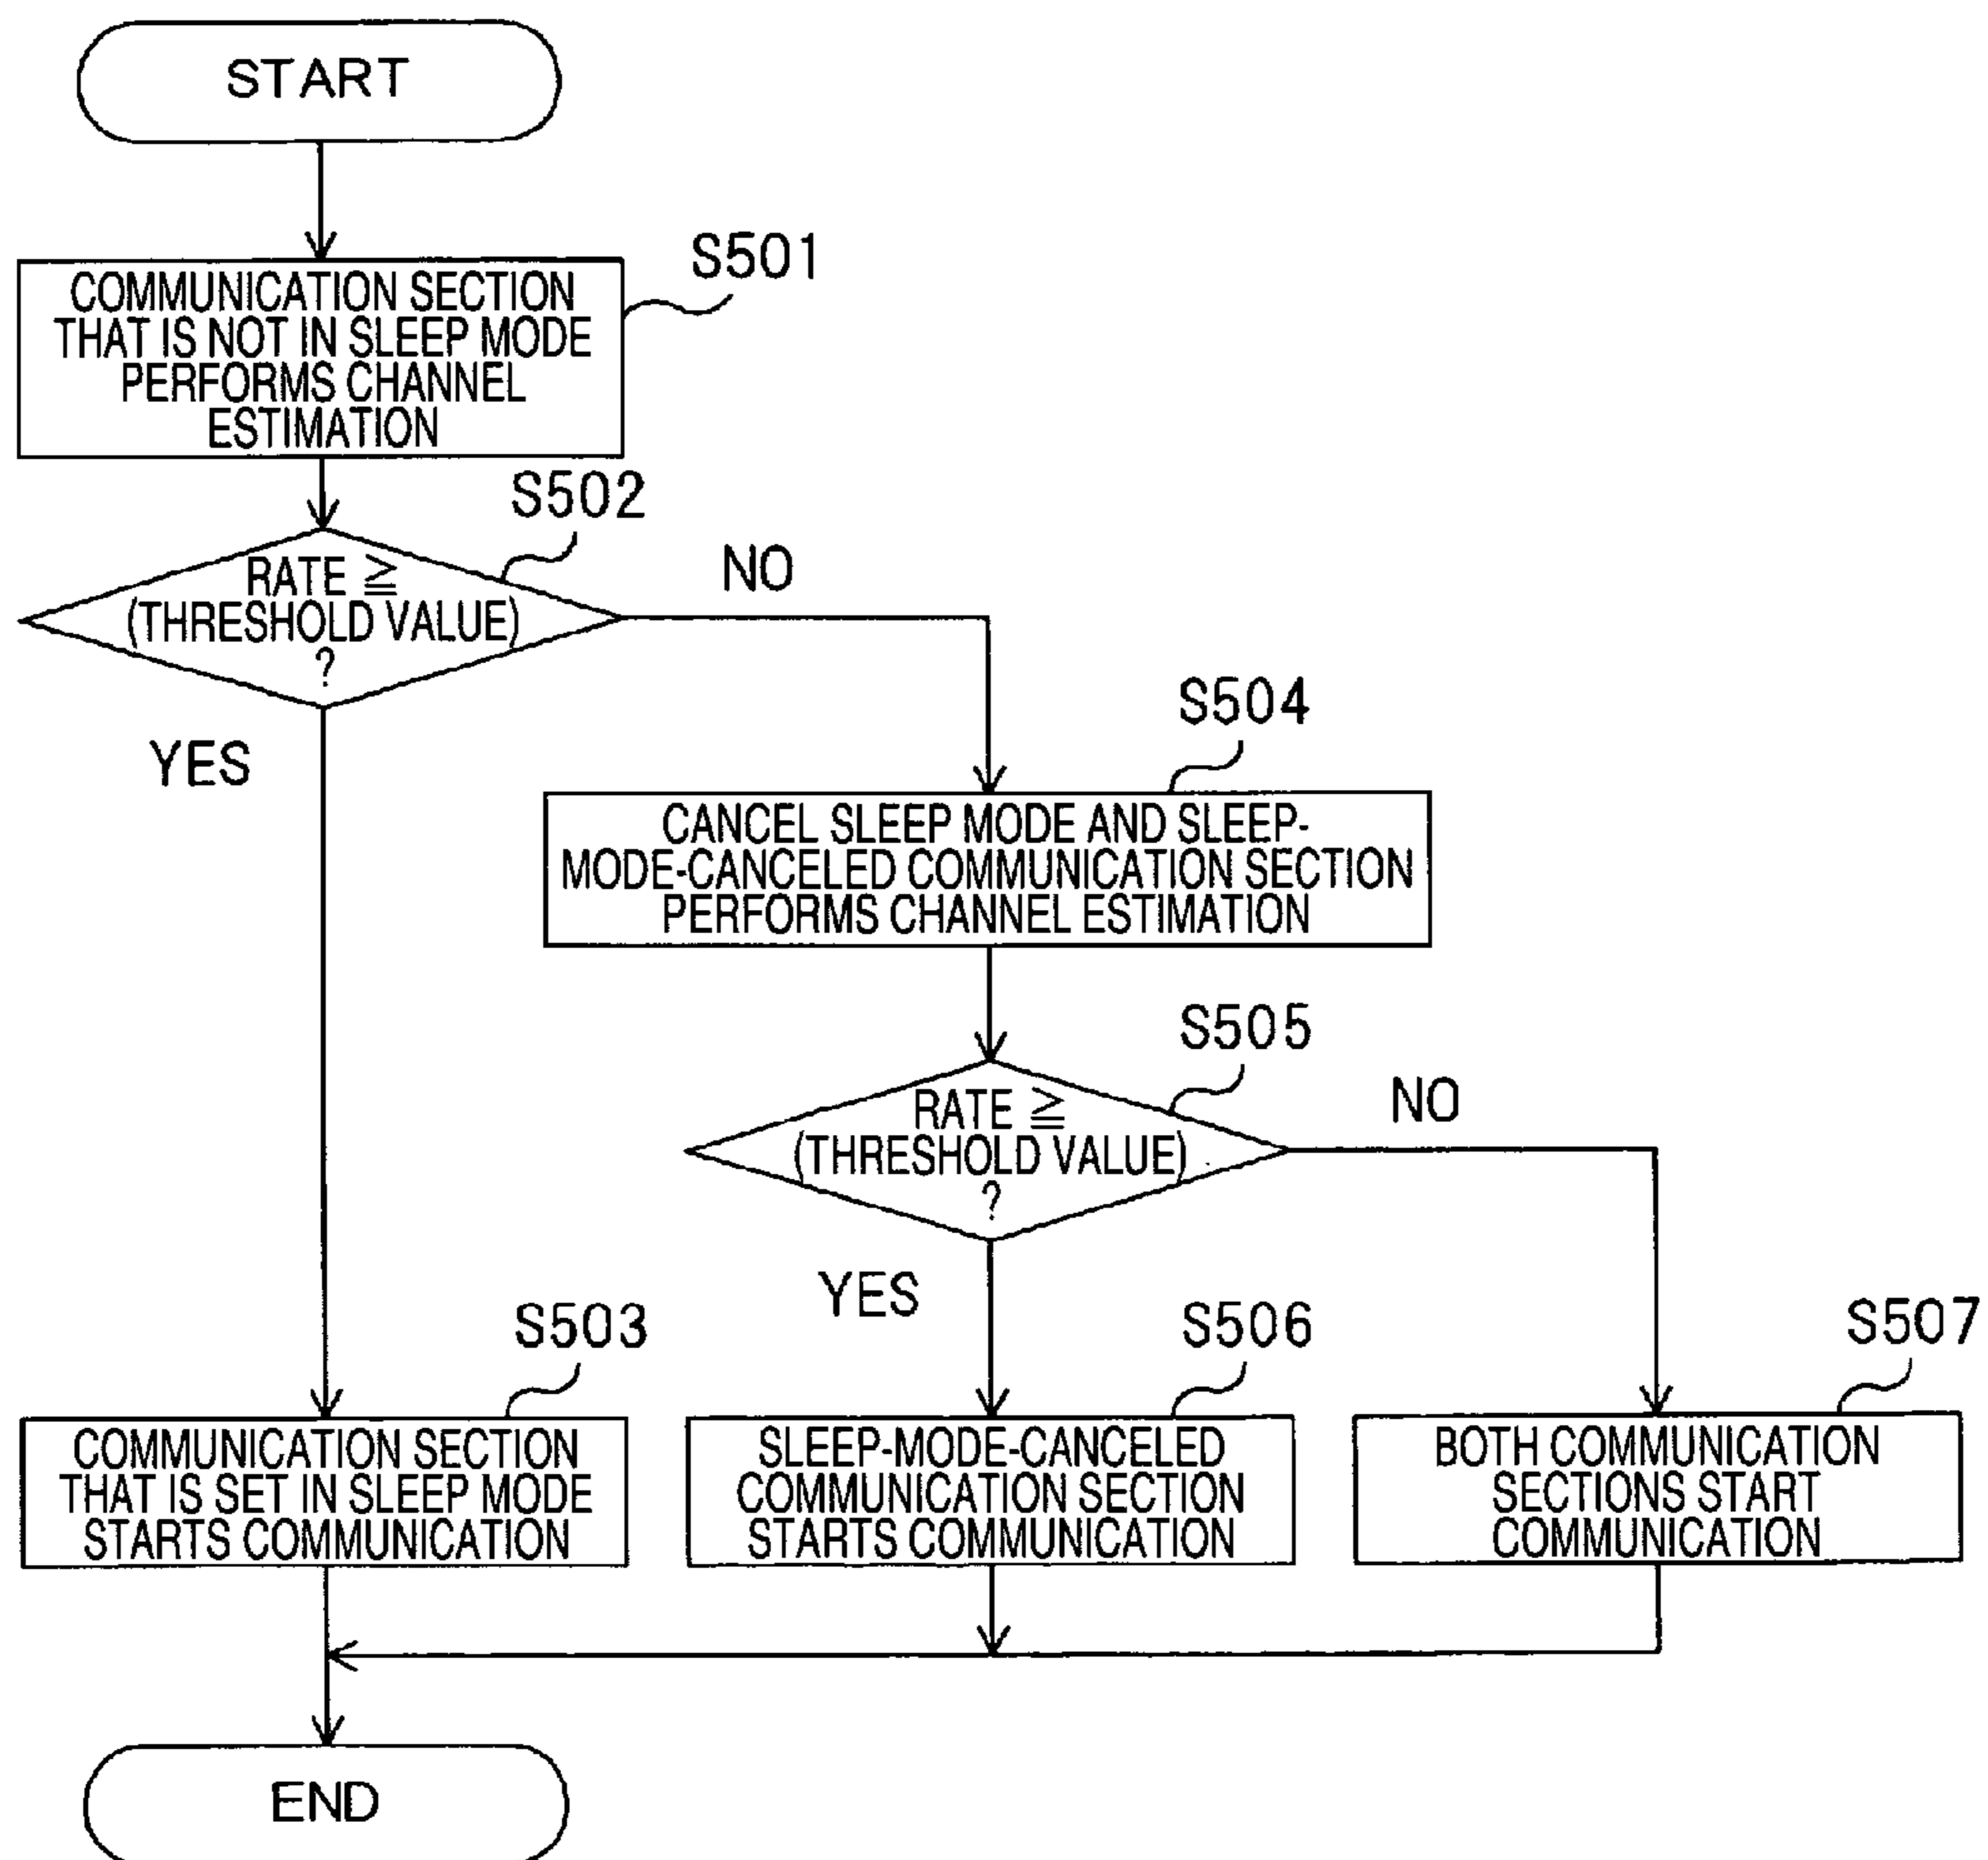 START
S501
COMMUNICATION SECTION
THAT IS NOT IN SLEEP MODE
PERFORMS CHANNEL
ESTIMATION
S502
RATE ≧
(THRESHOLD VALUE)
?
NO
YES
S504
CANCEL SLEEP MODE AND SLEEP-
MODE-CANCELED COMMUNICATION SECTION
PERFORMS CHANNEL ESTIMATION
S505
RATE ≧
(THRESHOLD VALUE)
?
NO
YES
S503
COMMUNICATION SECTION
THAT IS SET IN SLEEP MODE
STARTS COMMUNICATION
S506
SLEEP-MODE-CANCELED
COMMUNICATION SECTION
STARTS COMMUNICATION
S507
BOTH COMMUNICATION
SECTIONS START
COMMUNICATION
END